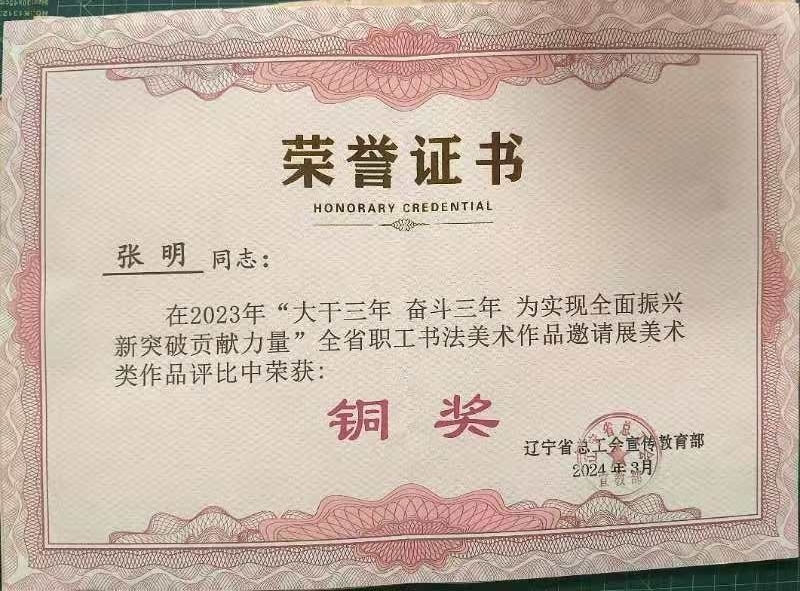 荣誉证书
HONORARY CREDENTIAL
张 明 同志：
在2023年“大干三年 奋斗三年 为实现全面振兴
新突破贡献力量”全省职工书法美术作品邀请展美术
类作品评比中荣获：
铜 奖
辽宁省总工会宣传教育部
2024年3月
宣教部